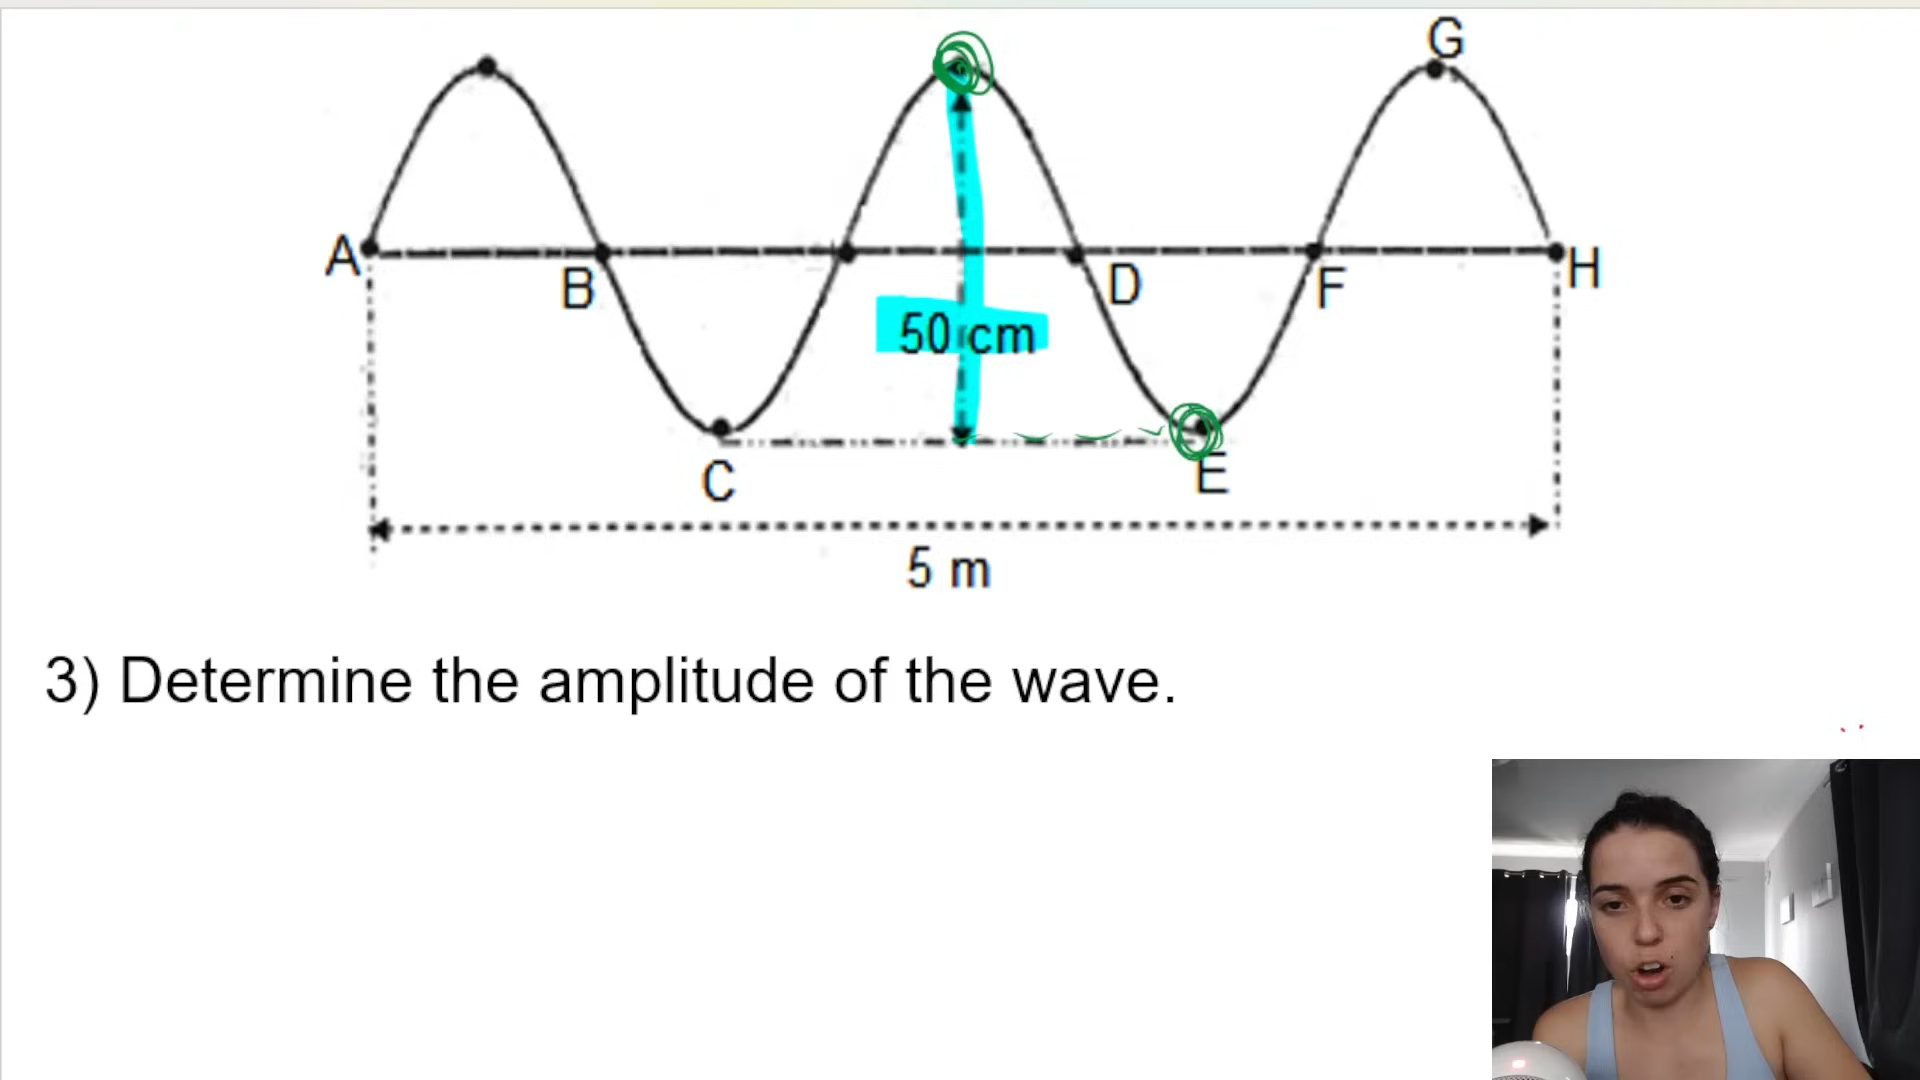 G
A
B
D
F
H
50 cm
C
E
5 m
3) Determine the amplitude of the wave.